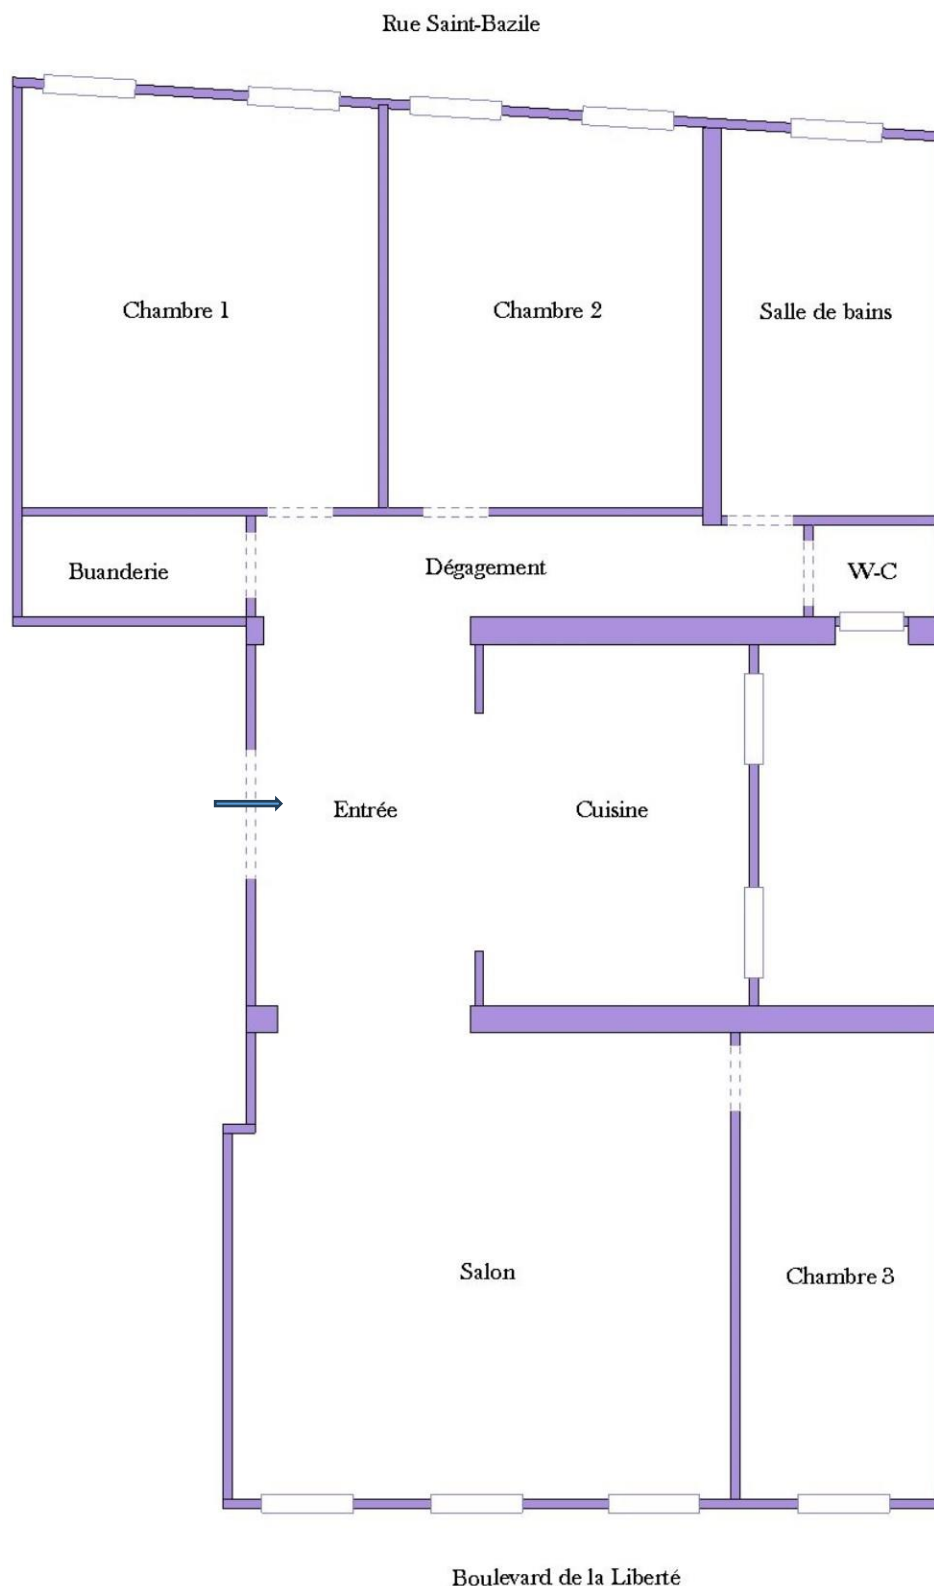 Rue Saint-Bazile
Chambre 1
Chambre 2
Salle de bains
Buanderie
Dégagement
W-C
Entrée
Cuisine
Salon
Chambre 3
Boulevard de la Liberté